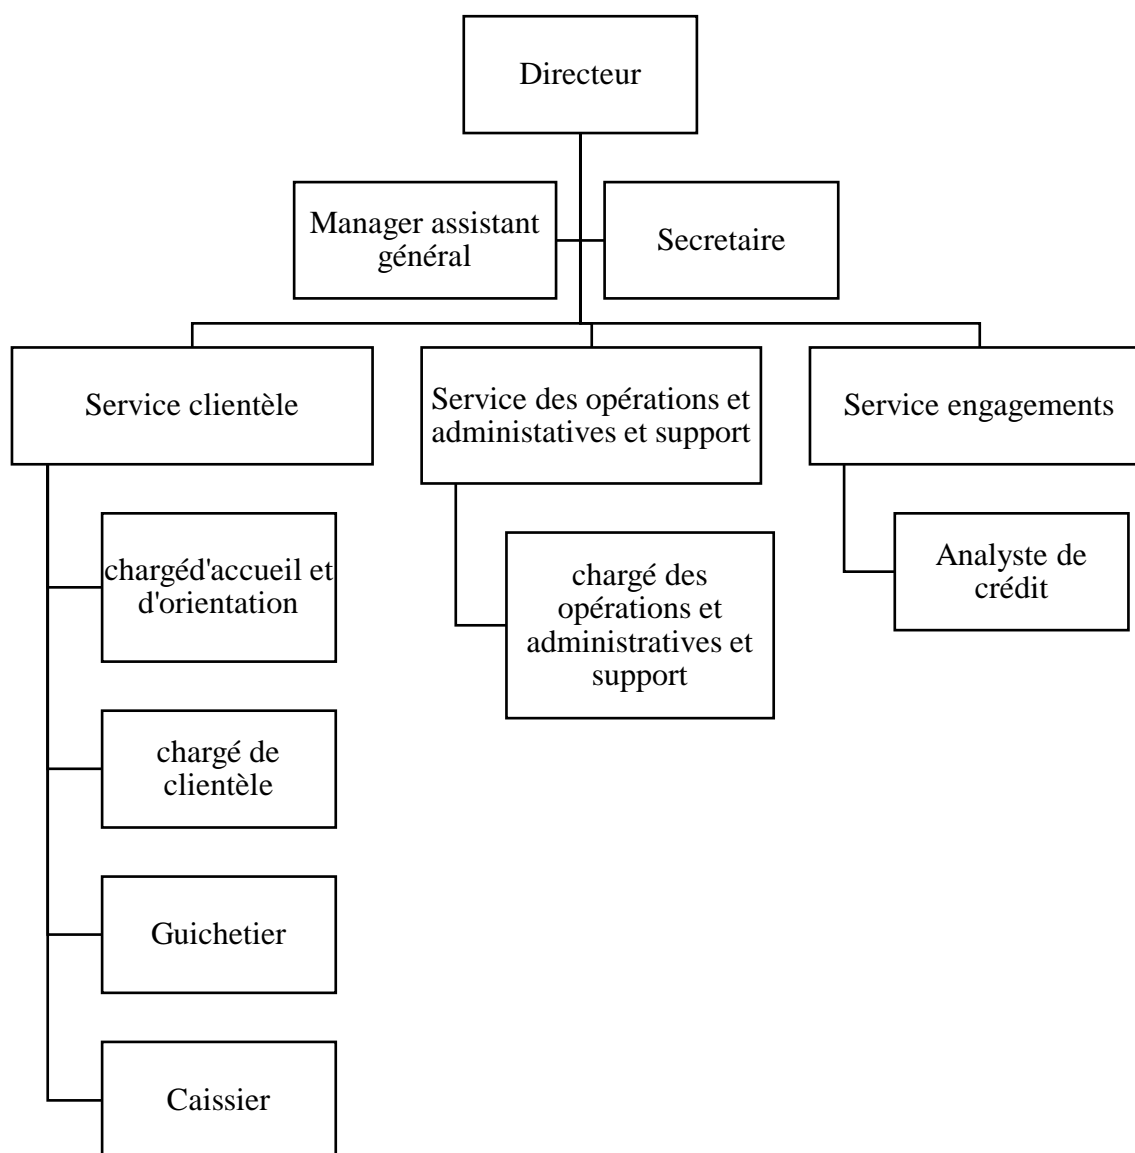 Directeur
Manager assistant
général
Secretaire
Service clientèle
Service des opérations et
administatives et support
Service engagements
chargéd'accueil et
d'orientation
chargé des
opérations et
administratives et
support
Analyste de
crédit
chargé de
clientèle
Guichetier
Caissier